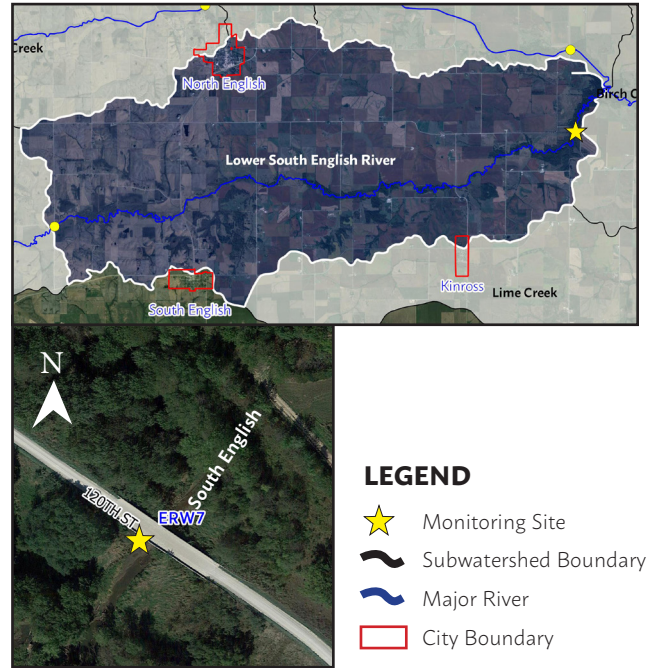 Creek
North English
Birch C
Lower South English River
South English
Kinross
Lime Creek
N
South English
120TH ST
ERW7
LEGEND
Monitoring Site
Subwatershed Boundary
Major River
City Boundary